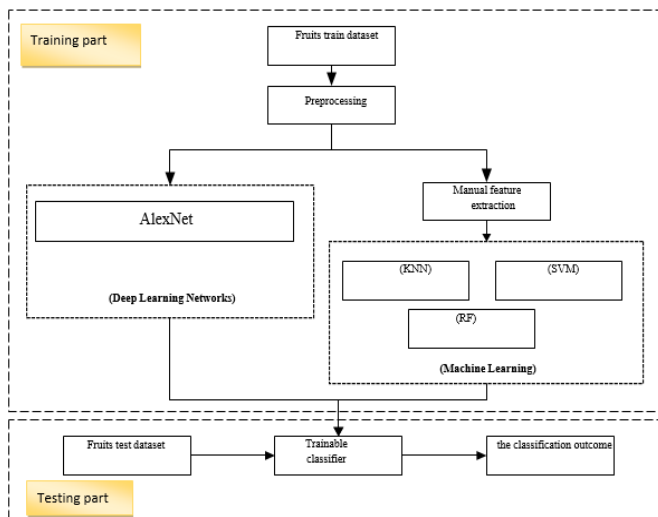 Training part
Fruits train dataset
Preprocessing
AlexNet
(Deep Learning Networks)
Manual feature
extraction
(KNN)
(SVM)
(RF)
(Machine Learning)
Fruits test dataset
Trainable
classifier
the classification outcome
Testing part